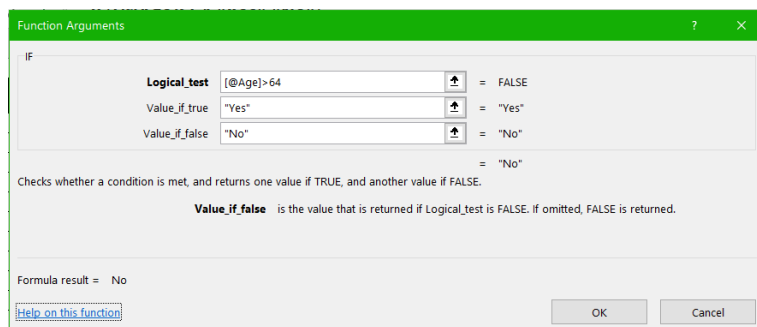 Function Arguments ? ×
IF
Logical_test [@Age]>64 = FALSE
Value_if_true "Yes" = "Yes"
Value_if_false "No" = "No"
= "No"
Checks whether a condition is met, and returns one value if TRUE, and another value if FALSE.
Value_if_false is the value that is returned if Logical_test is FALSE. If omitted, FALSE is returned.
Formula result = No
Help on this function OK Cancel